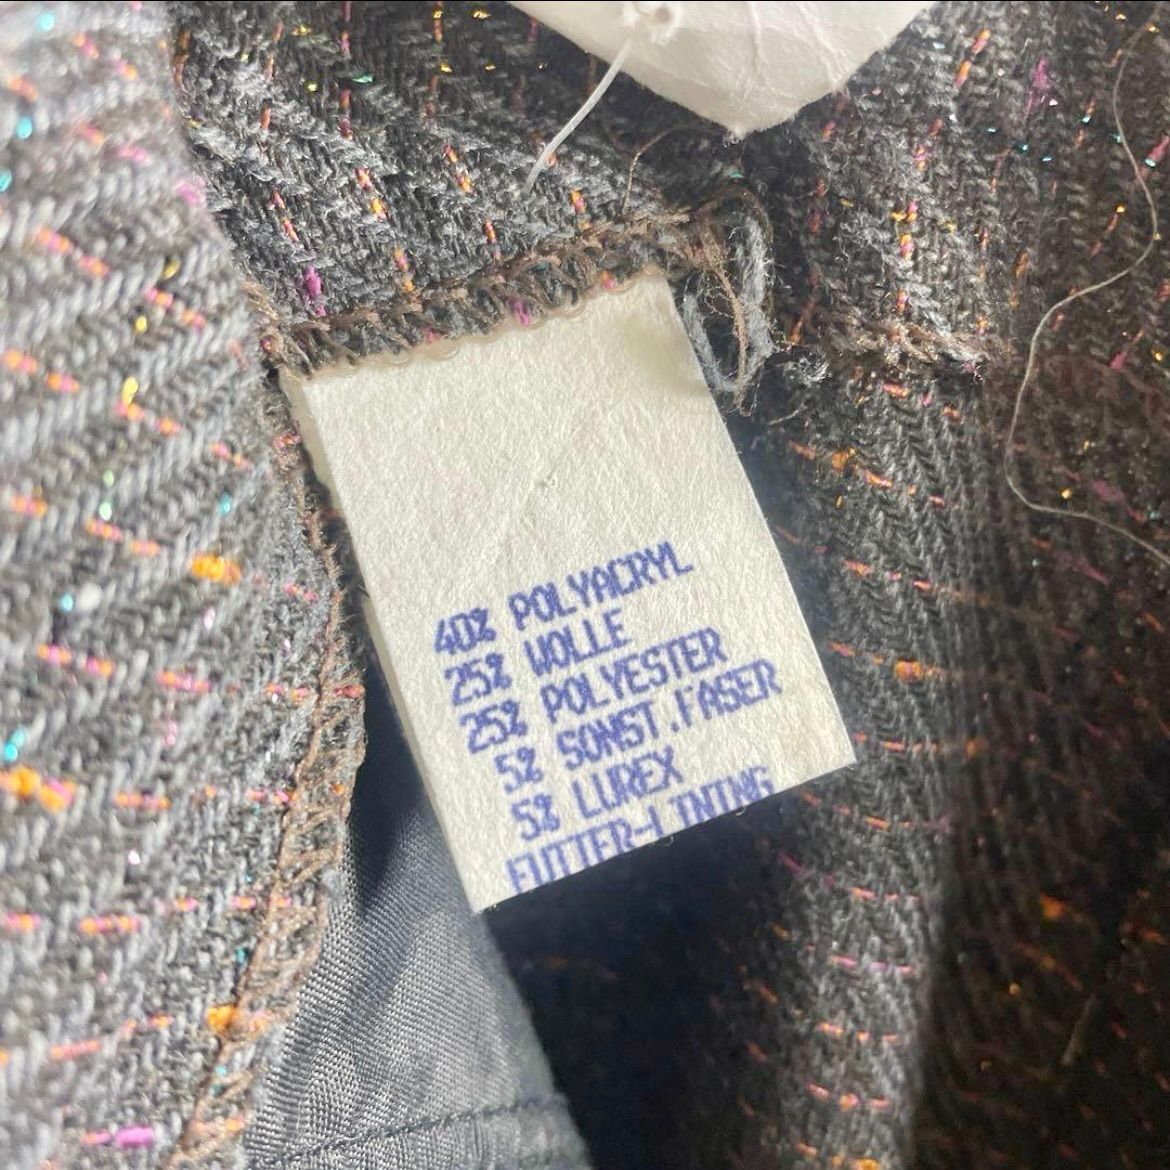 40% POLYACRYL
25% WOLLE
25% POLYESTER
5% SONST.FASER
5% LUREX
FUTTER-LINING